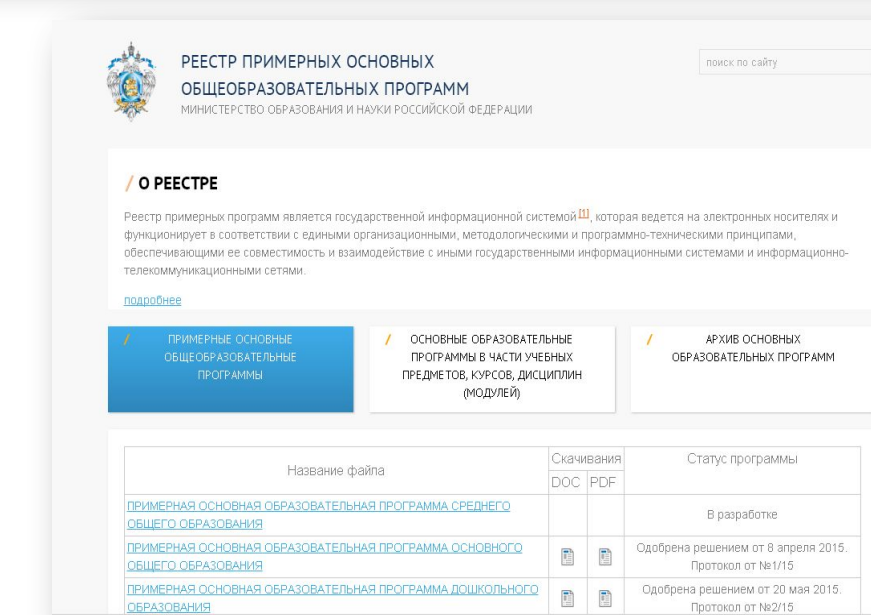 РЕЕСТР ПРИМЕРНЫХ ОСНОВНЫХ
ОБЩЕОБРАЗОВАТЕЛЬНЫХ ПРОГРАММ
МИНИСТЕРСТВО ОБРАЗОВАНИЯ И НАУКИ РОССИЙСКОЙ ФЕДЕРАЦИИ
поиск по сайту
/ О РЕЕСТРЕ
Реестр примерных программ является государственной информационной системой [1], которая ведется на электронных носителях и
функционирует в соответствии с едиными организационными, методологическими и программно-техническими принципами,
обеспечивающими ее совместимость и взаимодействие с иными государственными информационными системами и информационно-
телекоммуникационными сетями.
подробнее
/ ПРИМЕРНЫЕ ОСНОВНЫЕ
ОБЩЕОБРАЗОВАТЕЛЬНЫЕ
ПРОГРАММЫ
/ ОСНОВНЫЕ ОБРАЗОВАТЕЛЬНЫЕ
ПРОГРАММЫ В ЧАСТИ УЧЕБНЫХ
ПРЕДМЕТОВ, КУРСОВ, ДИСЦИПЛИН
(МОДУЛЕЙ)
/ АРХИВ ОСНОВНЫХ
ОБРАЗОВАТЕЛЬНЫХ ПРОГРАММ
Название файла
Скачивания
DOC PDF
Статус программы
ПРИМЕРНАЯ ОСНОВНАЯ ОБРАЗОВАТЕЛЬНАЯ ПРОГРАММА СРЕДНЕГО
ОБЩЕГО ОБРАЗОВАНИЯ
В разработке
ПРИМЕРНАЯ ОСНОВНАЯ ОБРАЗОВАТЕЛЬНАЯ ПРОГРАММА ОСНОВНОГО
ОБЩЕГО ОБРАЗОВАНИЯ
Одобрена решением от 8 апреля 2015.
Протокол от №1/15
ПРИМЕРНАЯ ОСНОВНАЯ ОБРАЗОВАТЕЛЬНАЯ ПРОГРАММА ДОШКОЛЬНОГО
ОБРАЗОВАНИЯ
Одобрена решением от 20 мая 2015.
Протокол от №2/15